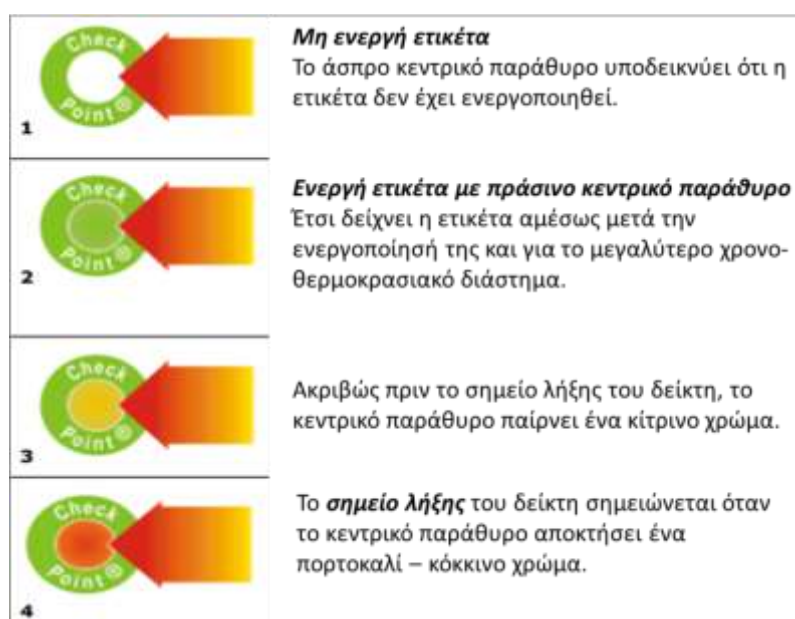 Check
Point®
1
Μη ενεργή ετικέτα
Το άσπρο κεντρικό παράθυρο υποδεικνύει ότι η
ετικέτα δεν έχει ενεργοποιηθεί.
Check
Point®
2
Ενεργή ετικέτα με πράσινο κεντρικό παράθυρο
Έτσι δείχνει η ετικέτα αμέσως μετά την
ενεργοποίησή της και για το μεγαλύτερο χρονο-
θερμοκρασιακό διάστημα.
Check
Point®
3
Ακριβώς πριν το σημείο λήξης του δείκτη, το
κεντρικό παράθυρο παίρνει ένα κίτρινο χρώμα.
Check
Point®
4
Το σημείο λήξης του δείκτη σημειώνεται όταν
το κεντρικό παράθυρο αποκτήσει ένα
πορτοκαλί – κόκκινο χρώμα.